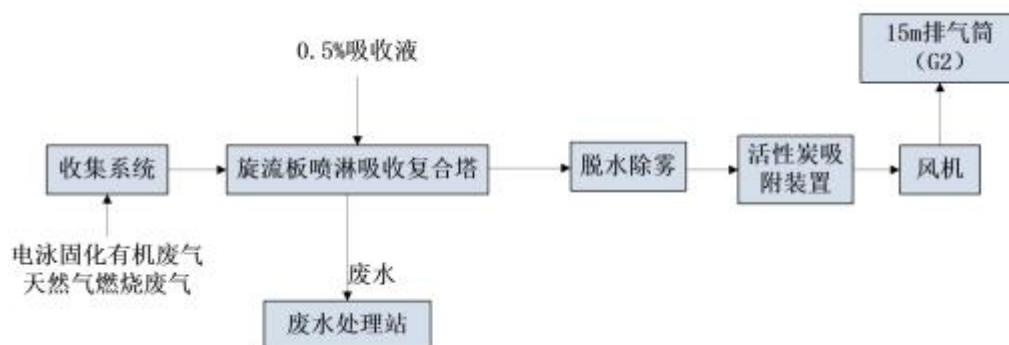 15m排气筒
（G2）
0.5%吸收液
收集系统
旋流板喷淋吸收复合塔
脱水除雾
活性炭吸
附装置
风机
电泳固化有机废气
天然气燃烧废气
废水
废水处理站